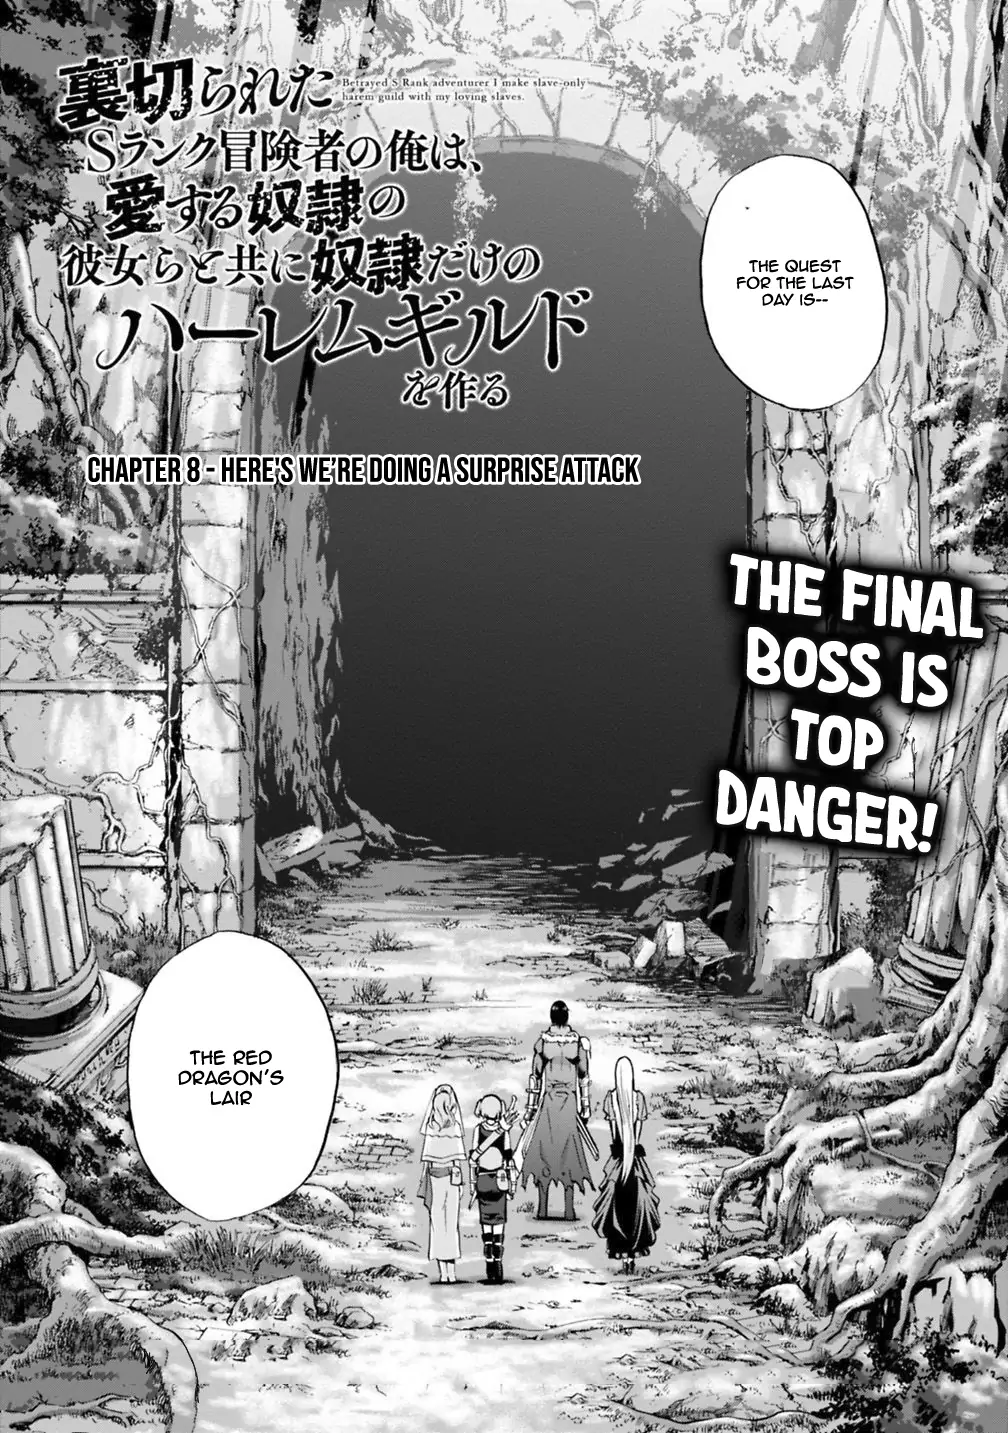 裏切られた
Betrayed S Rank adventurer I make slave-only
harem guild with my loving slaves.
Sランク冒険者の俺は、
愛する奴隷の
彼女らと共に奴隷だけの
ハーレムギルド
を作る
CHAPTER 8 - HERE'S WE'RE DOING A SURPRISE ATTACK
THE QUEST
FOR THE LAST
DAY IS--
THE FINAL
BOSS IS
TOP
DANGER!
THE RED
DRAGON'S
LAIR